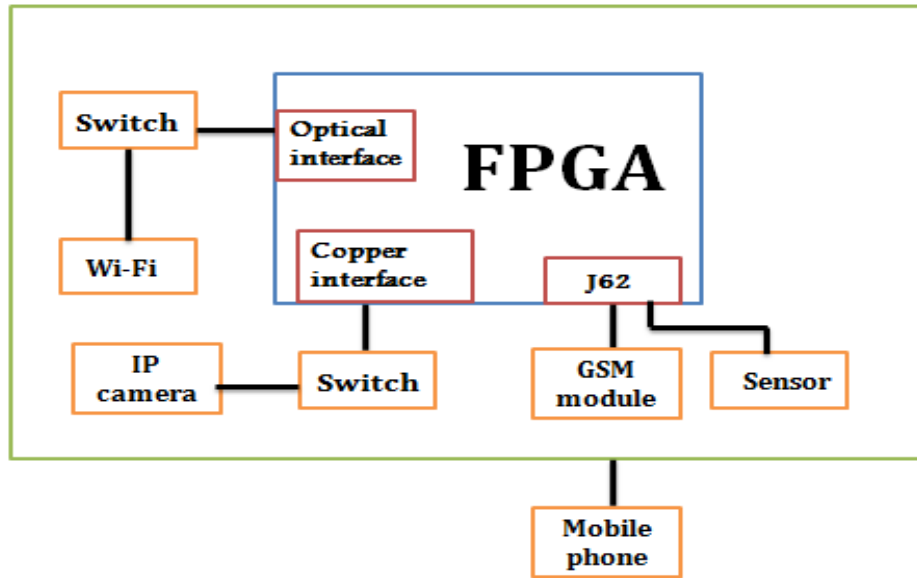 Switch
Optical
interface
FPGA
Wi-Fi
Copper
interface
J62
IP
camera
Switch
GSM
module
Sensor
Mobile
phone